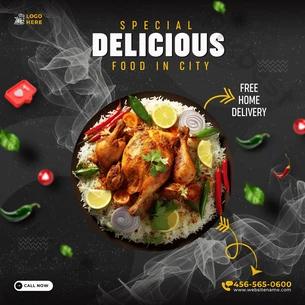 LOGO
HERE
SPECIAL
DELICIOUS
FOOD IN CITY
FREE
HOME
DELIVERY
CALL NOW
456-565-0600
www.websitename.com